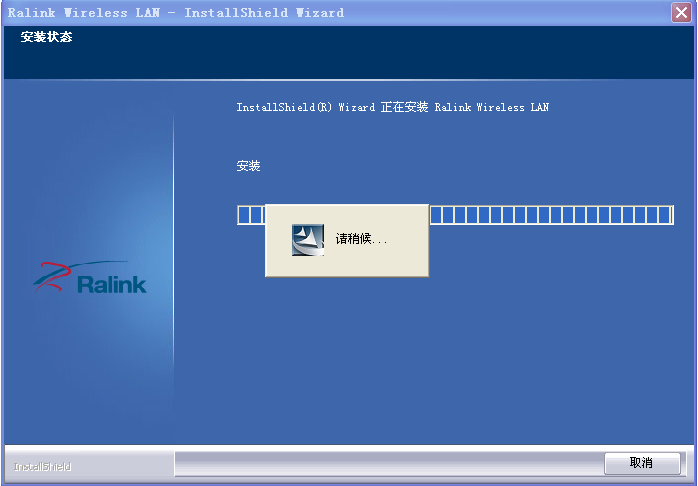 Ralink Wireless LAN - InstallShield Wizard
安装状态
InstallShield(R) Wizard 正在安装 Ralink Wireless LAN
安装
请稍候...
Ralink
InstallShield
取消